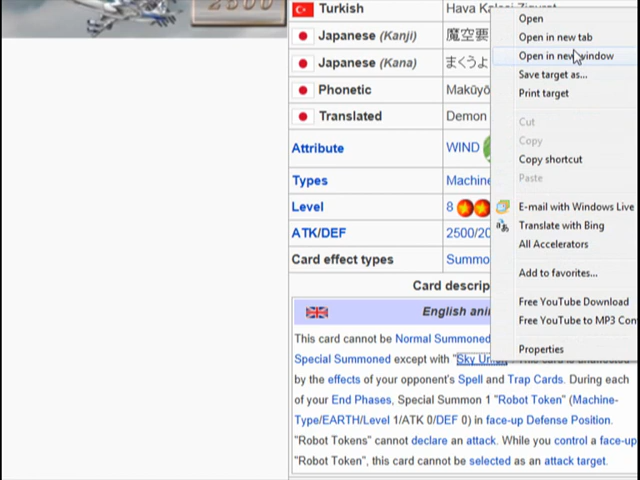 2500
Turkish Hava
Japanese (Kanji) 魔空要
Japanese (Kana) まくうよ
Phonetic Makūyō
Translated Demon
Attribute WIND
Types Machine
Level 8
ATK/DEF 2500/20
Card effect types Summo
Card descrip
English ani
This card cannot be Normal Summoned
Special Summoned except with "Sky Un
by the effects of your opponent's Spell and Trap Cards. During each
of your End Phases, Special Summon 1 "Robot Token" (Machine-
Type/EARTH/Level 1/ATK 0/DEF 0) in face-up Defense Position.
"Robot Tokens" cannot declare an attack. While you control a face-up
"Robot Token", this card cannot be selected as an attack target.
Open
Open in new tab
Open in new window
Save target as...
Print target
Cut
Copy
Copy shortcut
Paste
E-mail with Windows Live
Translate with Bing
All Accelerators
Add to favorites...
Free YouTube Download
Free YouTube to MP3 Con
Properties